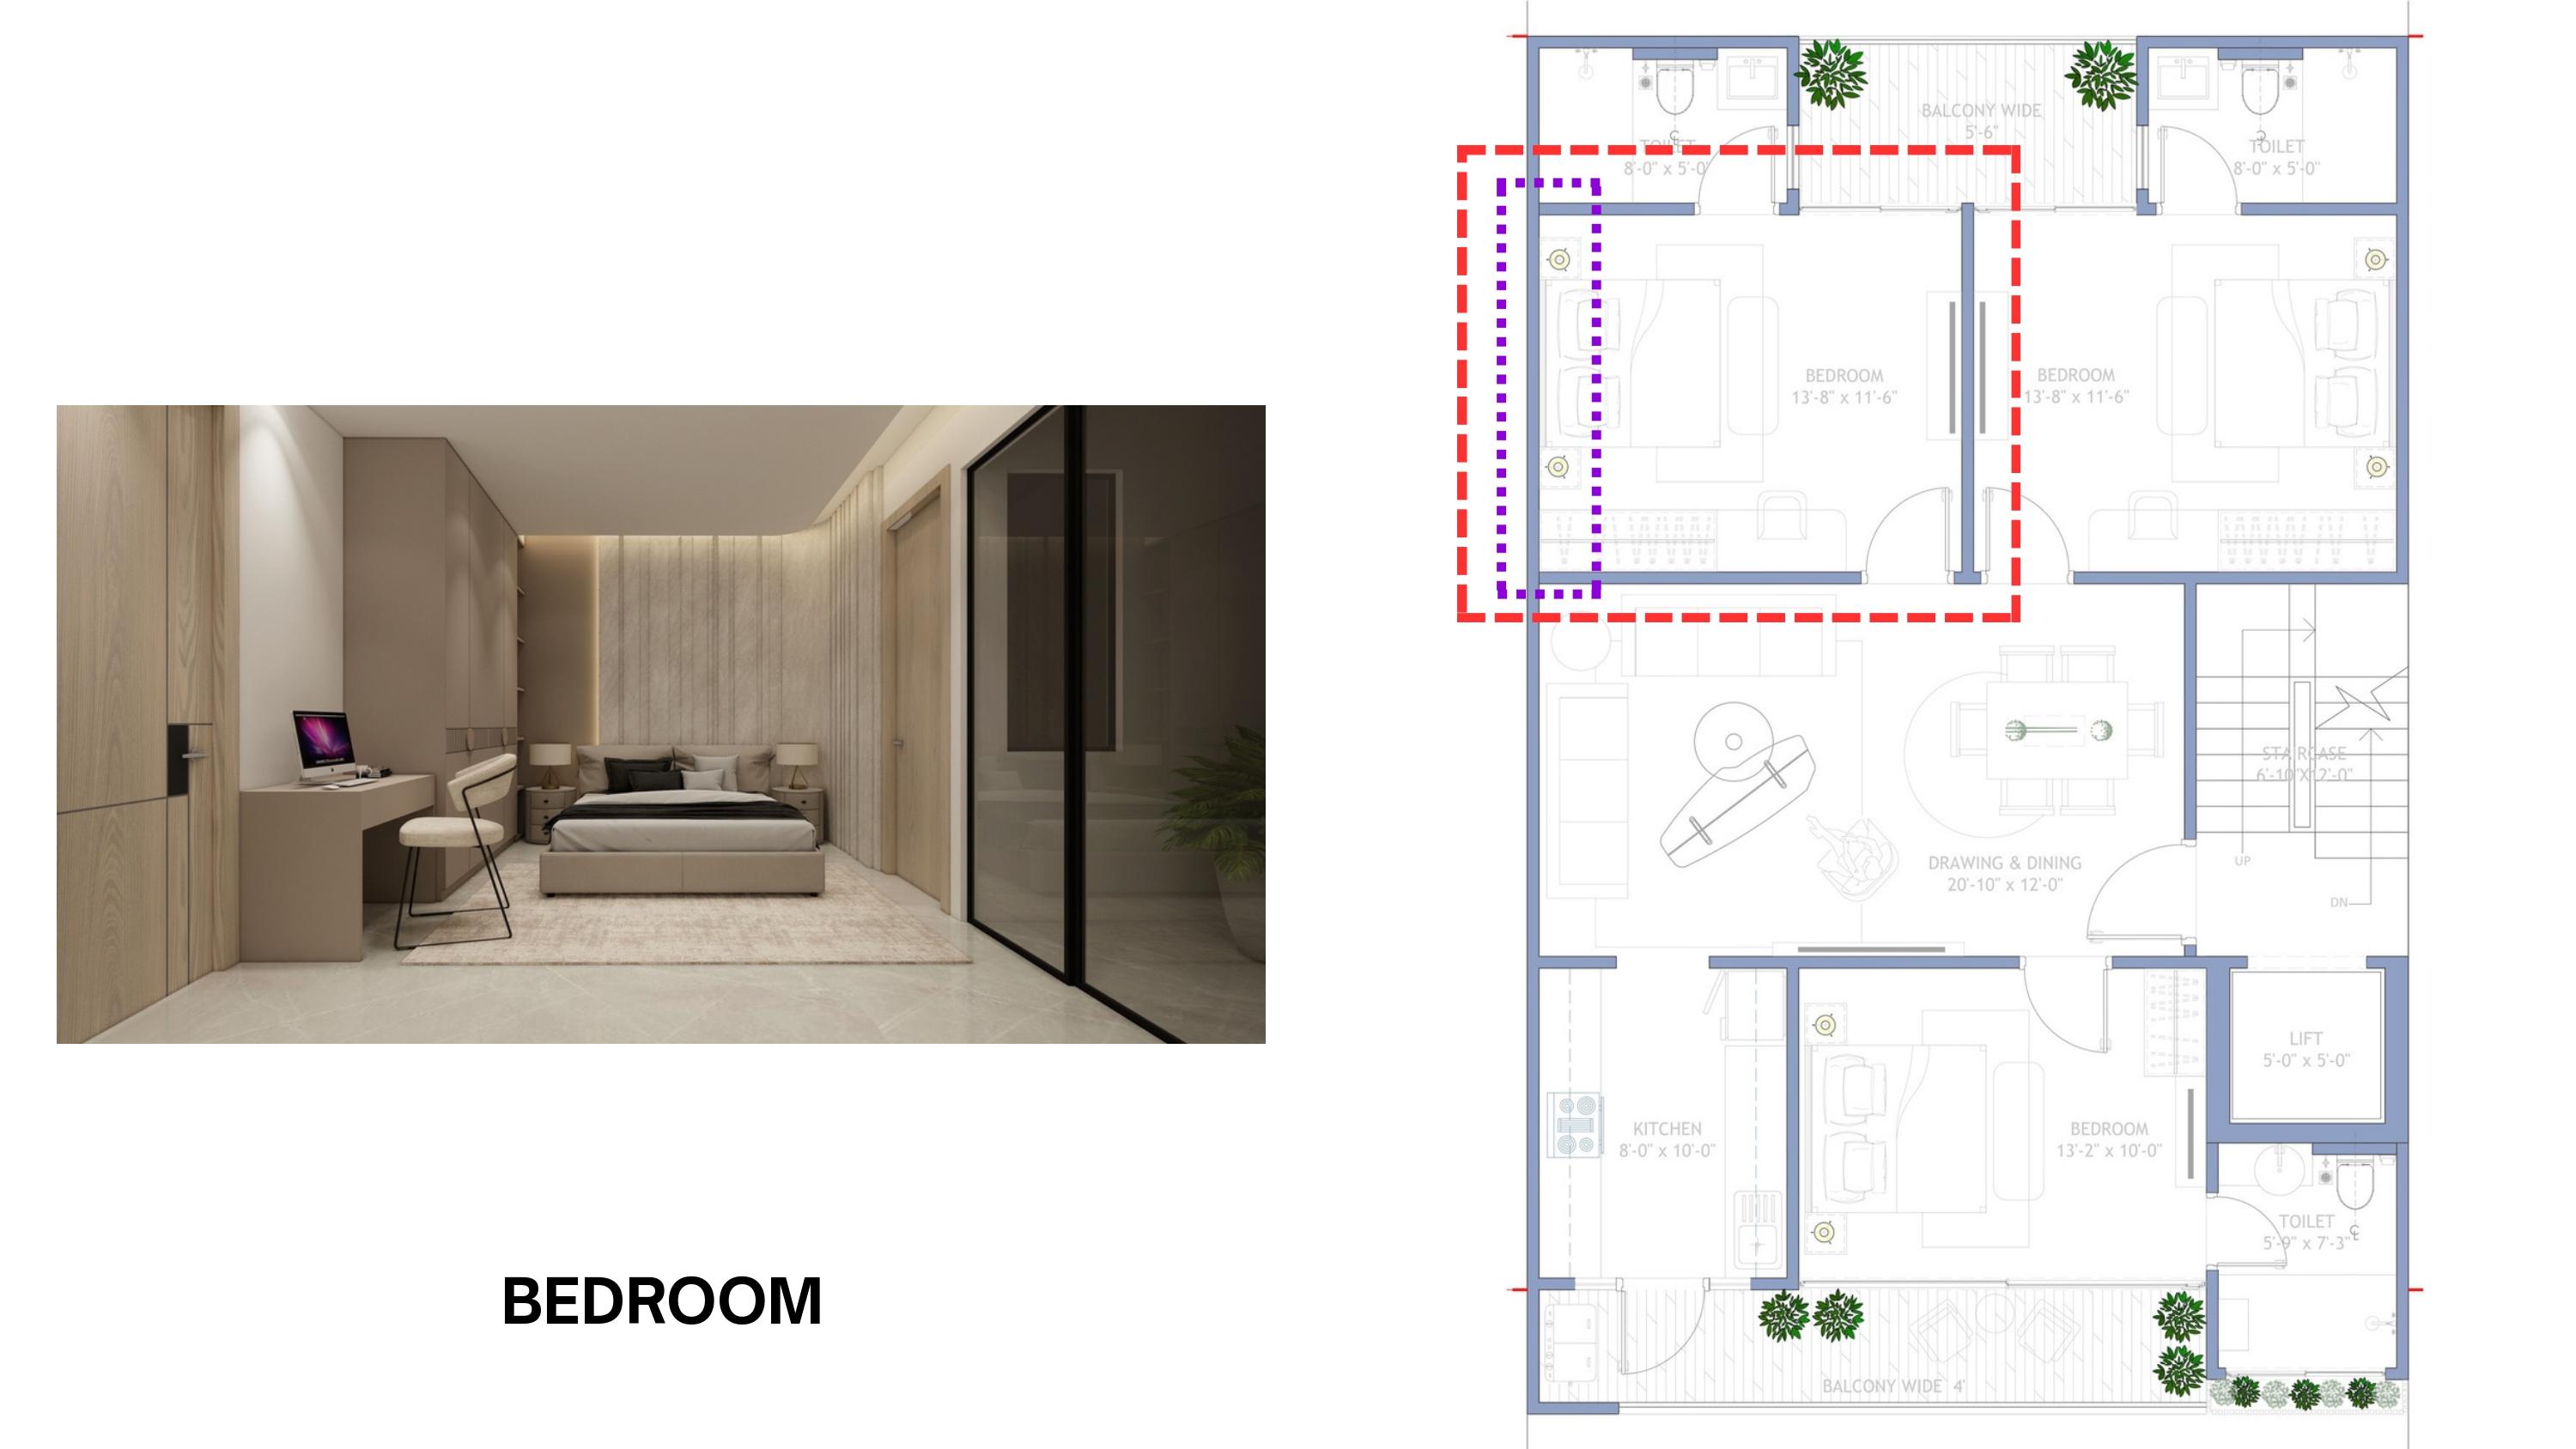 BEDROOM
BALCONY WIDE
5'-6"
TOILET
8'-0" x 5'-0"
TOILET
8'-0" x 5'-0"
BEDROOM
13'-8" x 11'-6"
BEDROOM
13'-8" x 11'-6"
STAIRCASE
6'-10"X12'-0"
UP
DN
DRAWING & DINING
20'-10" x 12'-0"
LIFT
5'-0" x 5'-0"
KITCHEN
8'-0" x 10'-0"
BEDROOM
13'-2" x 10'-0"
TOILET
5'-9" x 7'-3"
BALCONY WIDE 4'